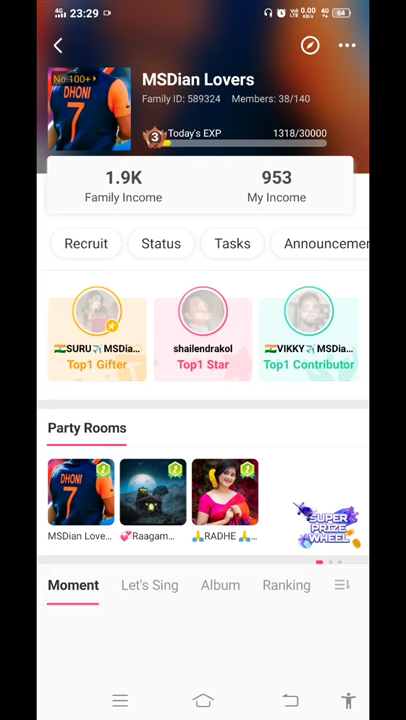 4G 23:29 0.00 KB/s 4G 64
No.100+
DHONI
7
MSDian Lovers
Family ID: 589324 Members: 38/140
3 Today's EXP 1318/30000
1.9K 953
Family Income My Income
Recruit Status Tasks Announcemen
🇮🇳SURU✈️ MSDia... shailendrakol 🇮🇳VIKKY✈️ MSDia...
Top1 Gifter Top1 Star Top1 Contributor
Party Rooms
2 2 2
DHONI
7
SUPER
PRIZE
WHEEL
MSDian Love... 💞Raagam... 🙏RADHE 🙏...
Moment Let's Sing Album Ranking